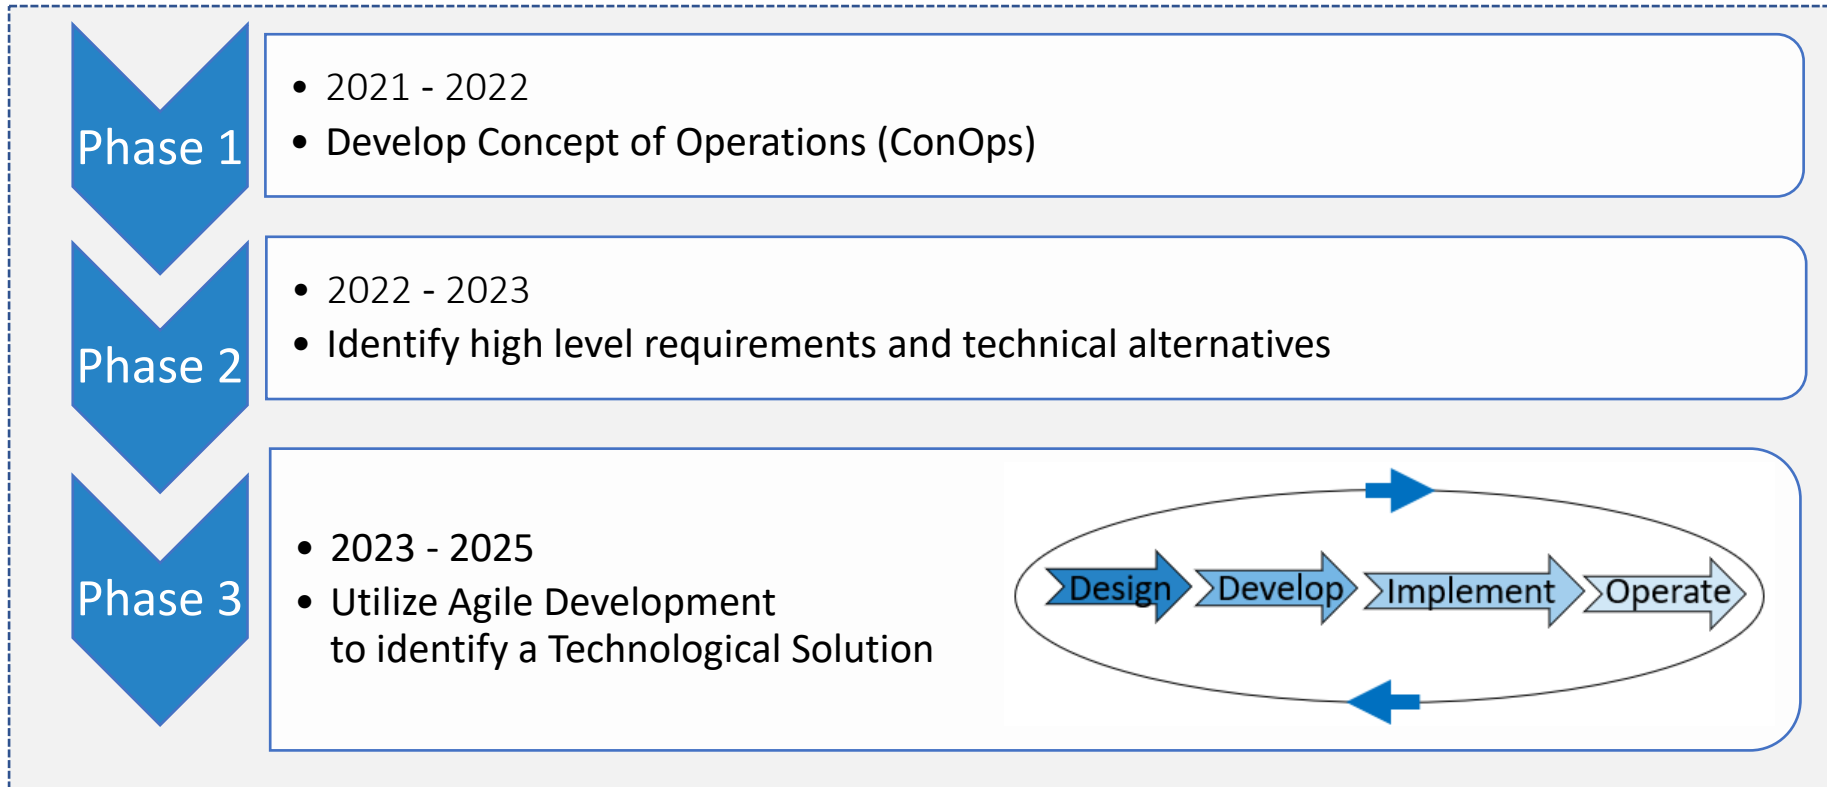 Phase 1
• 2021 - 2022
• Develop Concept of Operations (ConOps)
Phase 2
• 2022 - 2023
• Identify high level requirements and technical alternatives
Phase 3
• 2023 - 2025
• Utilize Agile Development
to identify a Technological Solution
Design
Develop
Implement
Operate